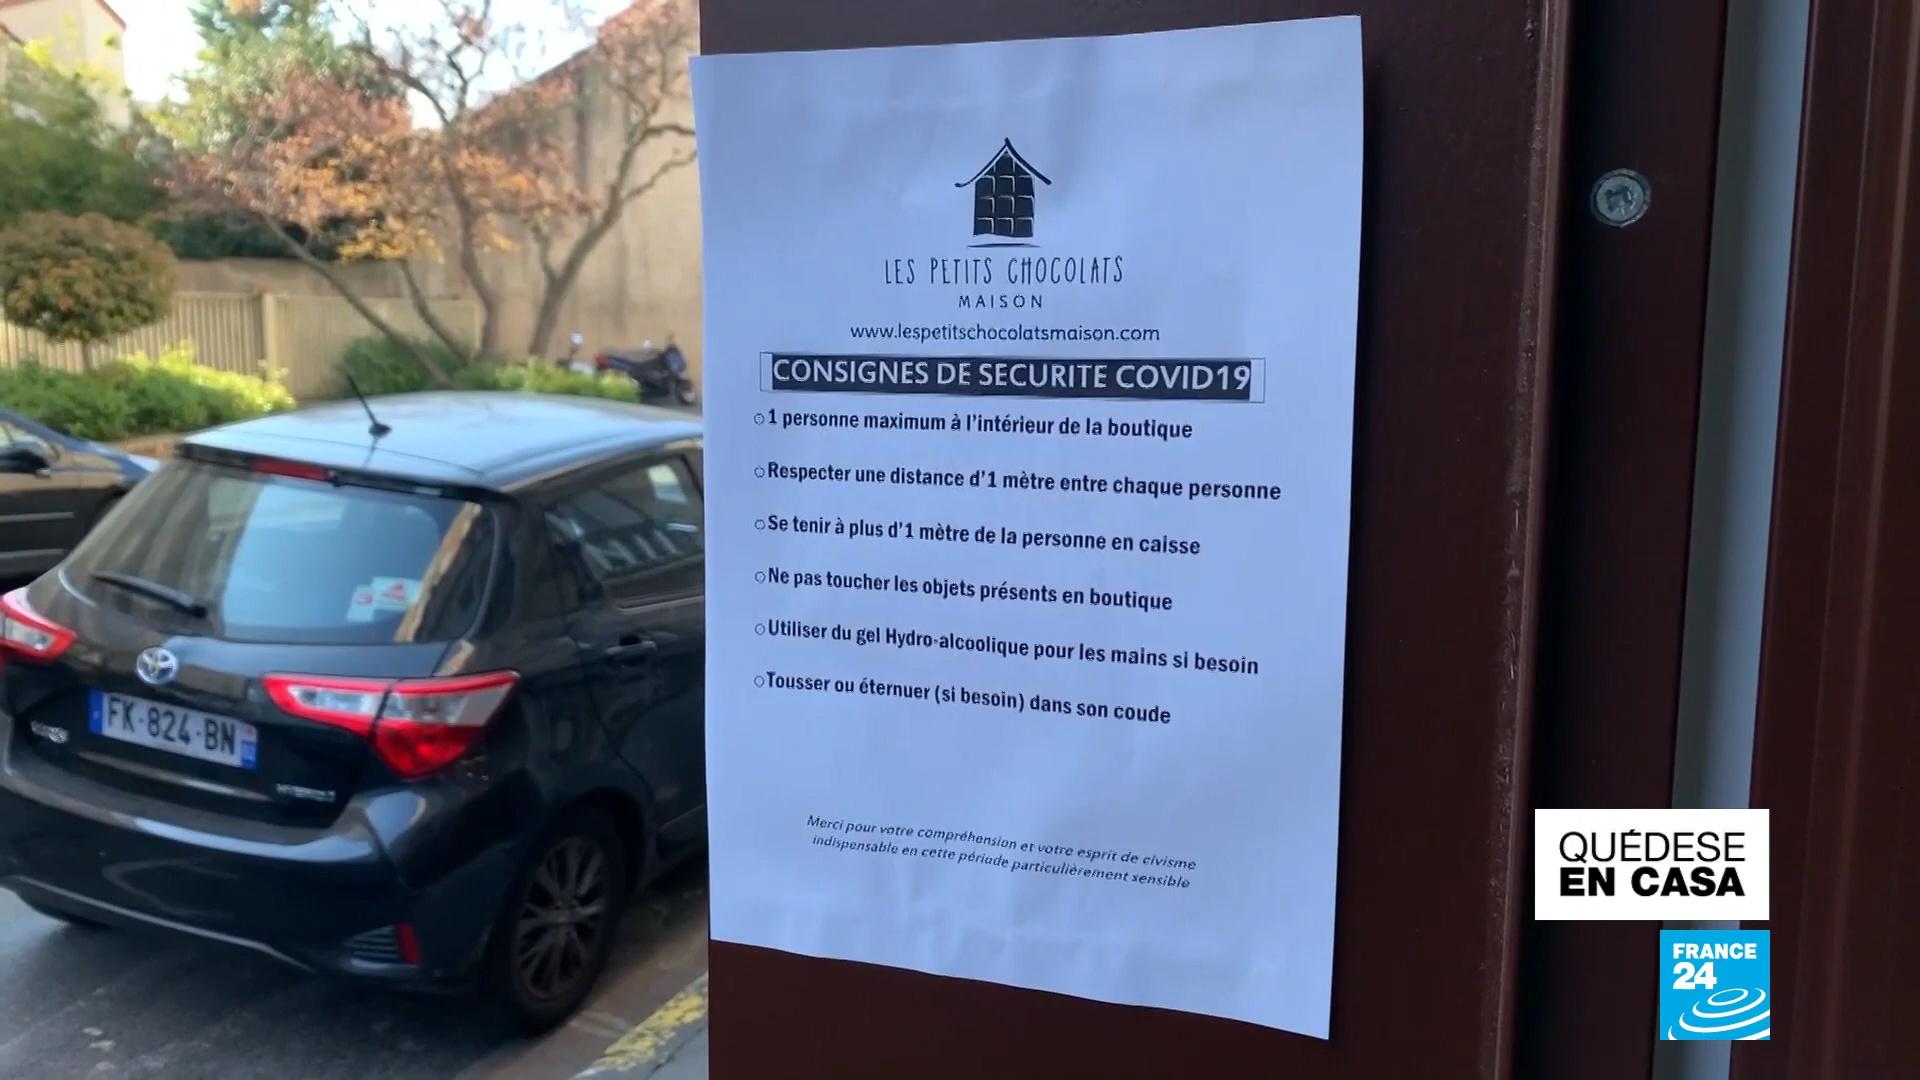 LES PETITS CHOCOLATS
MAISON
www.lespetitschocolatsmaison.com
CONSIGNES DE SECURITE COVID19
1 personne maximum à l'intérieur de la boutique
Respecter une distance d'1 mètre entre chaque personne
Se tenir à plus d'1 mètre de la personne en caisse
Ne pas toucher les objets présents en boutique
Utiliser du gel Hydro-alcoolique pour les mains si besoin
Tousser ou éternuer (si besoin) dans son coude
Merci pour votre compréhension et votre esprit de civisme
indispensable en cette période particulièrement sensible
FK-824-BN
QUÉDESE
EN CASA
FRANCE
24